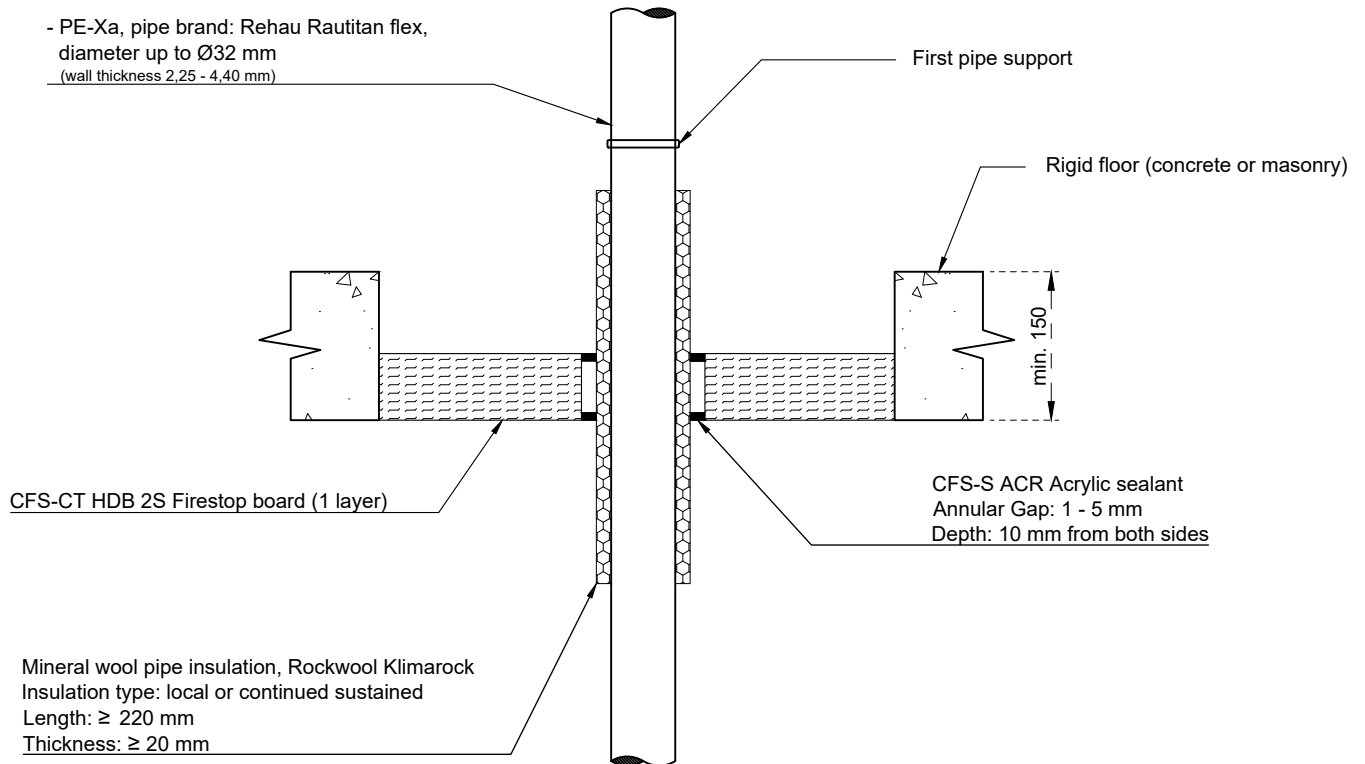 - PE-Xa, pipe brand: Rehau Rautitan flex,
diameter up to Ø32 mm
(wall thickness 2,25 - 4,40 mm)
First pipe support
Rigid floor (concrete or masonry)
min. 150
CFS-CT HDB 2S Firestop board (1 layer)
CFS-S ACR Acrylic sealant
Annular Gap: 1 - 5 mm
Depth: 10 mm from both sides
Mineral wool pipe insulation, Rockwool Klimarock
Insulation type: local or continued sustained
Length: ≥ 220 mm
Thickness: ≥ 20 mm